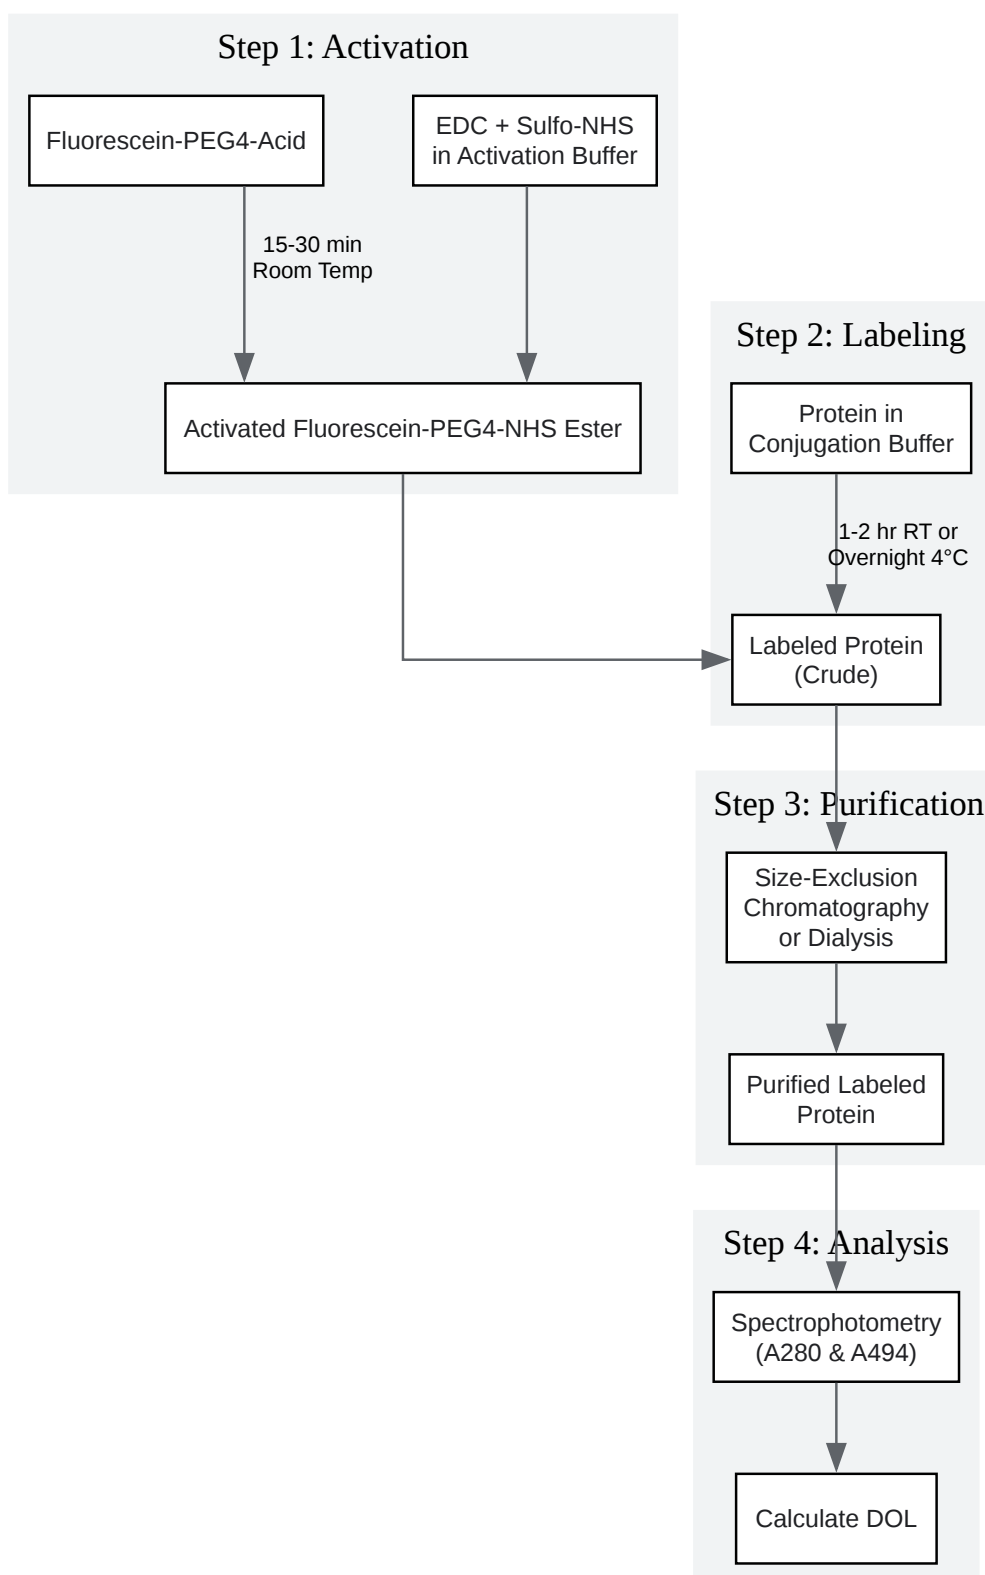 Step 1: Activation
Fluorescein-PEG4-Acid
EDC + Sulfo-NHS
in Activation Buffer
15-30 min
Room Temp
Activated Fluorescein-PEG4-NHS Ester
Step 2: Labeling
Protein in
Conjugation Buffer
1-2 hr RT or
Overnight 4°C
Labeled Protein
(Crude)
Step 3: Purification
Size-Exclusion
Chromatography
or Dialysis
Purified Labeled
Protein
Step 4: Analysis
Spectrophotometry
(A280 & A494)
Calculate DOL